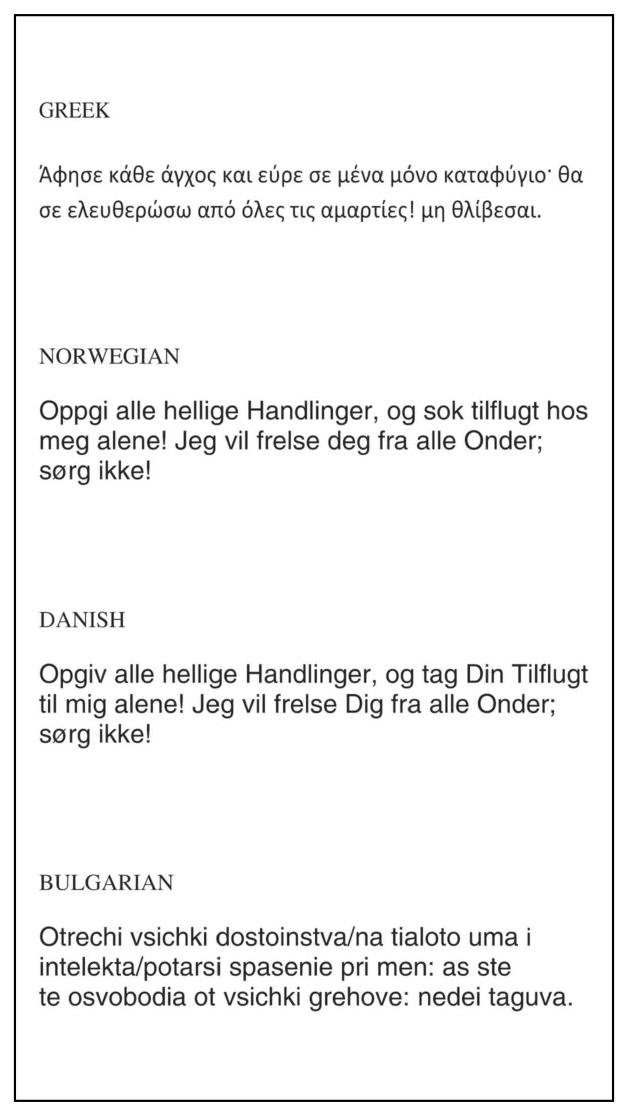 GREEK
Άφησε κάθε άγχος και εύρε σε μένα μόνο καταφύγιο˙ θα
σε ελευθερώσω από όλες τις αμαρτίες! μη θλίβεσαι.
NORWEGIAN
Oppgi alle hellige Handlinger, og sok tilflugt hos
meg alene! Jeg vil frelse deg fra alle Onder;
sørg ikke!
DANISH
Opgiv alle hellige Handlinger, og tag Din Tilflugt
til mig alene! Jeg vil frelse Dig fra alle Onder;
sørg ikke!
BULGARIAN
Otrechi vsichki dostoinstva/na tialoto uma i
intelekta/potarsi spasenie pri men: as ste
te osvobodia ot vsichki grehove: nedei taguva.